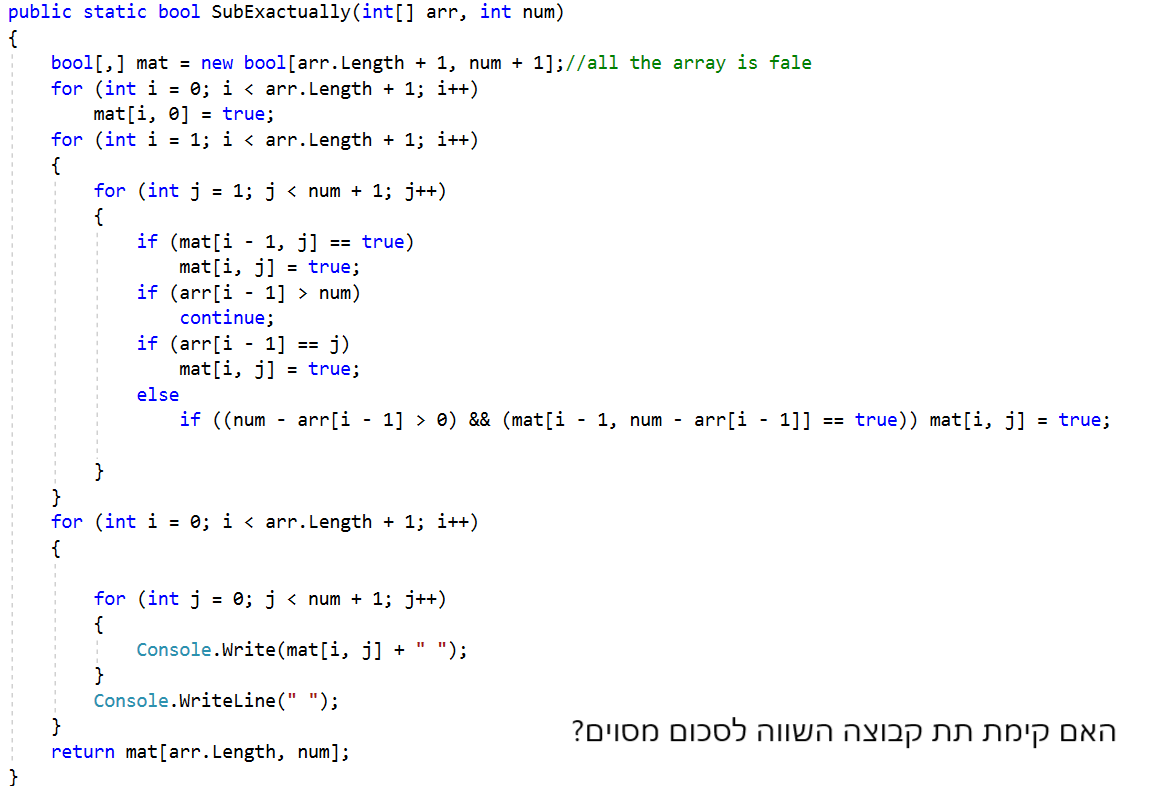 public static bool SubExactually(int[] arr, int num)
{
    bool[,] mat = new bool[arr.Length + 1, num + 1];//all the array is fale
    for (int i = 0; i < arr.Length + 1; i++)
        mat[i, 0] = true;
    for (int i = 1; i < arr.Length + 1; i++)
    {
        for (int j = 1; j < num + 1; j++)
        {
            if (mat[i - 1, j] == true)
                mat[i, j] = true;
            if (arr[i - 1] > num)
                continue;
            if (arr[i - 1] == j)
                mat[i, j] = true;
            else
                if ((num - arr[i - 1] > 0) && (mat[i - 1, num - arr[i - 1]] == true)) mat[i, j] = true;
        }
    }
    for (int i = 0; i < arr.Length + 1; i++)
    {
        for (int j = 0; j < num + 1; j++)
        {
            Console.Write(mat[i, j] + " ");
        }
        Console.WriteLine(" ");
    }
    return mat[arr.Length, num];
}
האם קימת תת קבוצה השווה לסכום מסוים?